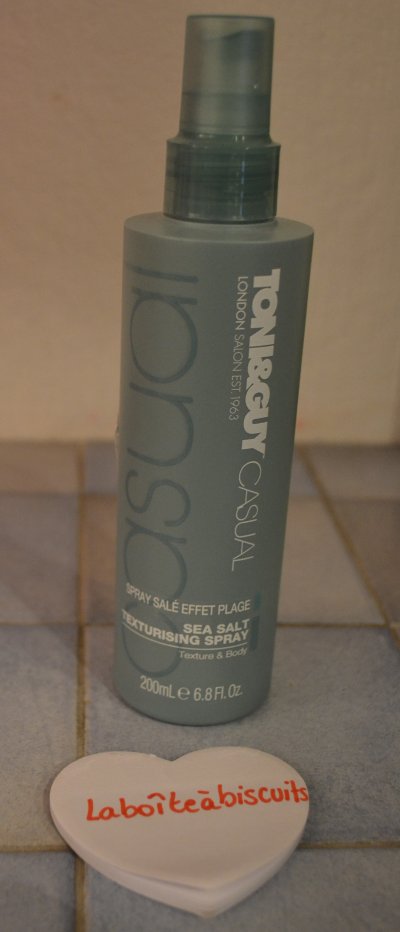 casual
TONI&GUY CASUAL
LONDON SALON EST.1963
SPRAY SALÉ EFFET PLAGE
SEA SALT
TEXTURISING SPRAY
Texture & Body
200mL e 6.8 Fl. Oz.
Laboîteàbiscuits